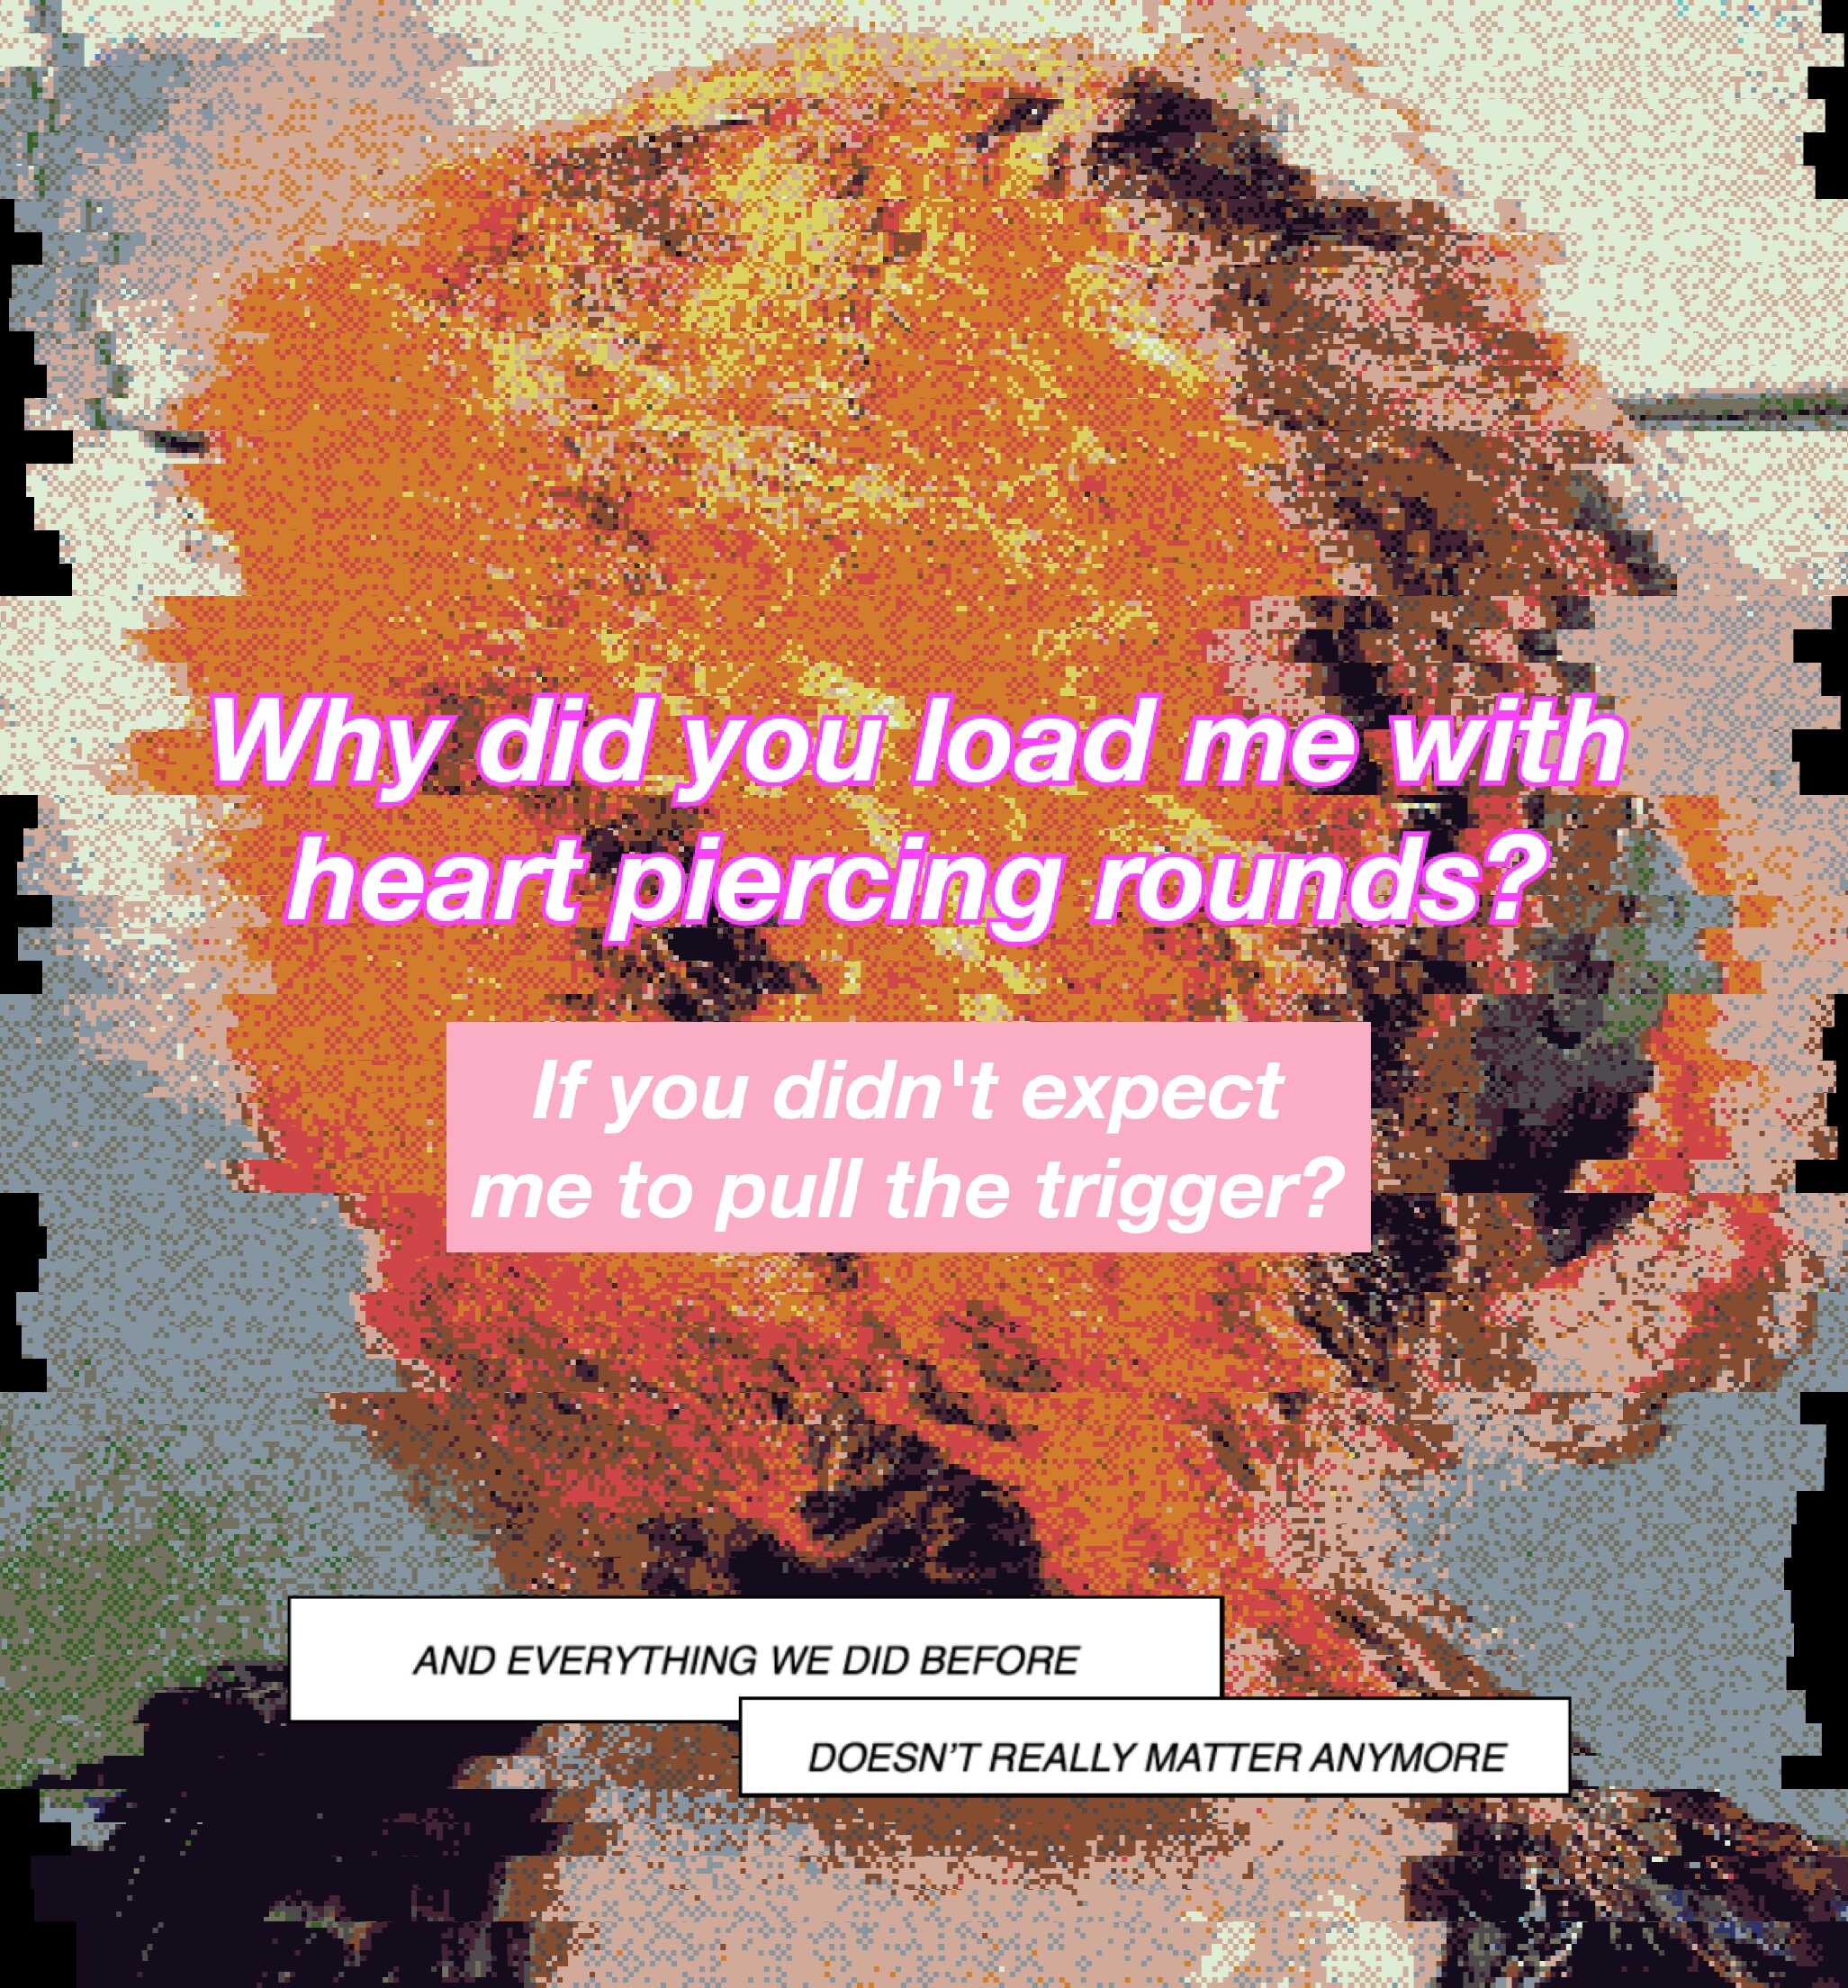 Why did you load me with
heart piercing rounds?
If you didn't expect
me to pull the trigger?
AND EVERYTHING WE DID BEFORE
DOESN'T REALLY MATTER ANYMORE